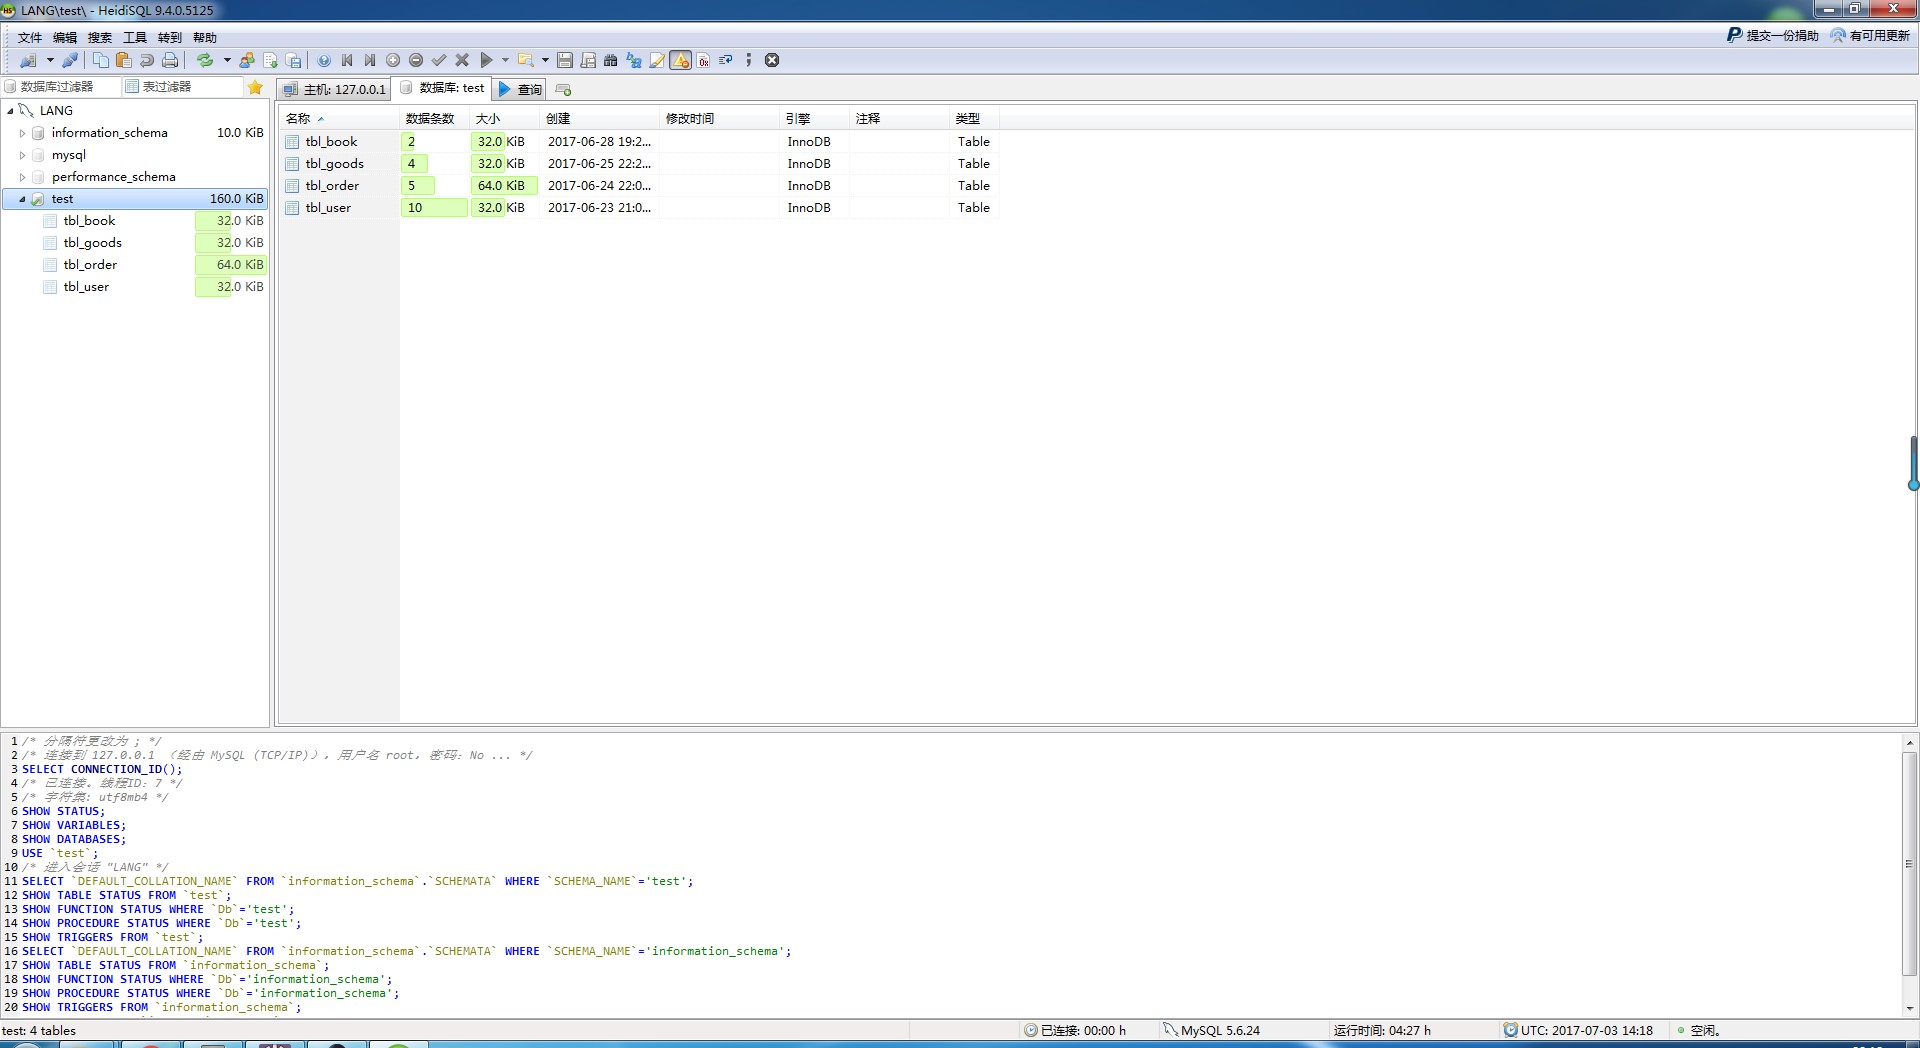 LANG\test\ - HeidiSQL 9.4.0.5125
文件 编辑 搜索 工具 转到 帮助
提交一份捐助 有可用更新
数据库过滤器 表过滤器
主机: 127.0.0.1 数据库: test 查询
LANG
information_schema 10.0 KiB
mysql
performance_schema
test 160.0 KiB
tbl_book 32.0 KiB
tbl_goods 32.0 KiB
tbl_order 64.0 KiB
tbl_user 32.0 KiB
名称 数据条数 大小 创建 修改时间 引擎 注释 类型
tbl_book 2 32.0 KiB 2017-06-28 19:2... InnoDB Table
tbl_goods 4 32.0 KiB 2017-06-25 22:2... InnoDB Table
tbl_order 5 64.0 KiB 2017-06-24 22:0... InnoDB Table
tbl_user 10 32.0 KiB 2017-06-23 21:0... InnoDB Table
1 /* 分隔符更改为 ; */
2 /* 连接到 127.0.0.1 （经由 MySQL (TCP/IP)），用户名 root，密码：No ... */
3 SELECT CONNECTION_ID();
4 /* 已连接。线程ID：7 */
5 /* 字符集: utf8mb4 */
6 SHOW STATUS;
7 SHOW VARIABLES;
8 SHOW DATABASES;
9 USE `test`;
10 /* 进入会话 "LANG" */
11 SELECT `DEFAULT_COLLATION_NAME` FROM `information_schema`.`SCHEMATA` WHERE `SCHEMA_NAME`='test';
12 SHOW TABLE STATUS FROM `test`;
13 SHOW FUNCTION STATUS WHERE `Db`='test';
14 SHOW PROCEDURE STATUS WHERE `Db`='test';
15 SHOW TRIGGERS FROM `test`;
16 SELECT `DEFAULT_COLLATION_NAME` FROM `information_schema`.`SCHEMATA` WHERE `SCHEMA_NAME`='information_schema';
17 SHOW TABLE STATUS FROM `information_schema`;
18 SHOW FUNCTION STATUS WHERE `Db`='information_schema';
19 SHOW PROCEDURE STATUS WHERE `Db`='information_schema';
20 SHOW TRIGGERS FROM `information_schema`;
test: 4 tables 已连接: 00:00 h MySQL 5.6.24 运行时间: 04:27 h UTC: 2017-07-03 14:18 空闲。